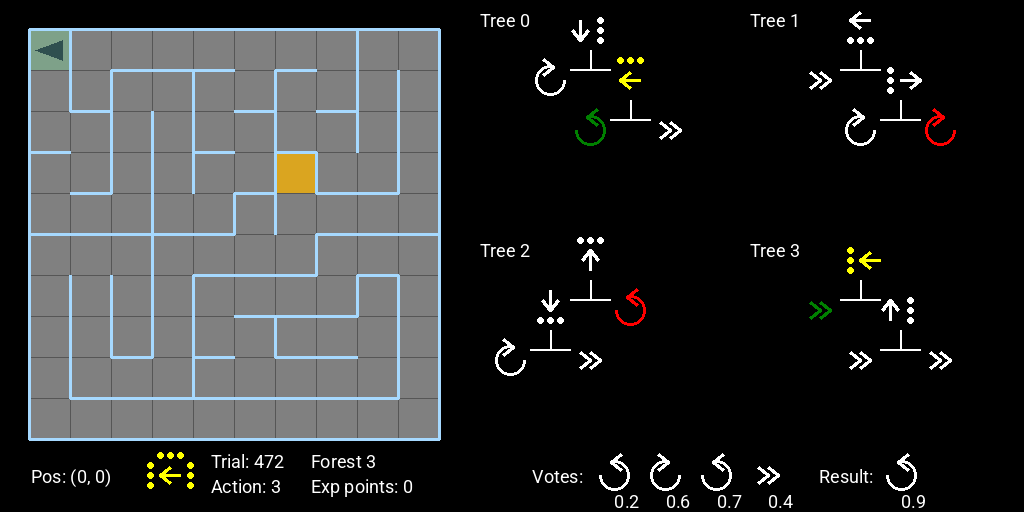 Tree 0
Tree 1
Tree 2
Tree 3
Pos: (0, 0)
Trial: 472
Forest 3
Action: 3
Exp points: 0
Votes:
0.2
0.6
0.7
0.4
Result:
0.9